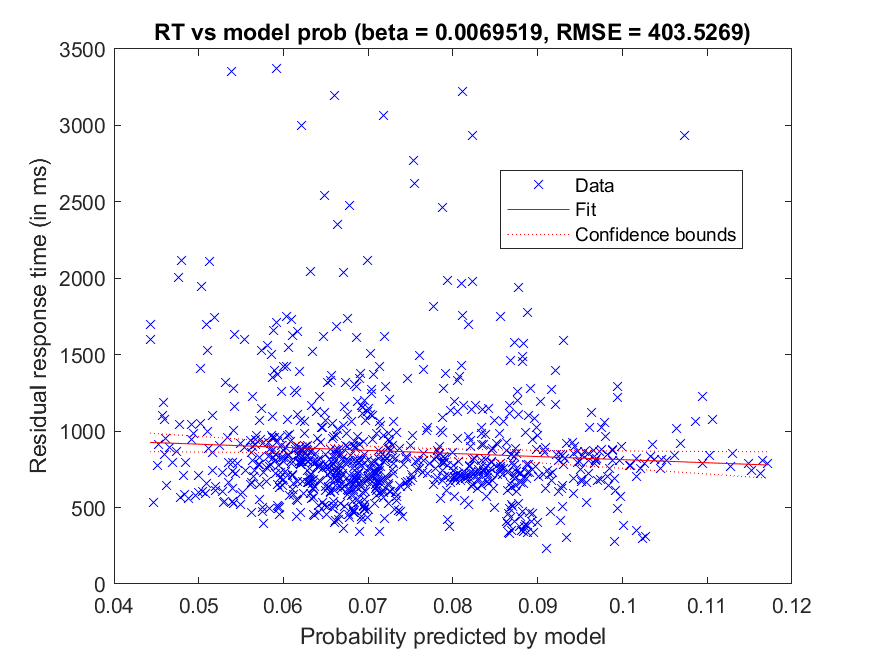 RT vs model prob (beta = 0.0069519, RMSE = 403.5269)
3500
3000
2500
2000
1500
1000
500
0
Residual response time (in ms)
Data
Fit
Confidence bounds
0.04 0.05 0.06 0.07 0.08 0.09 0.1 0.11 0.12
Probability predicted by model